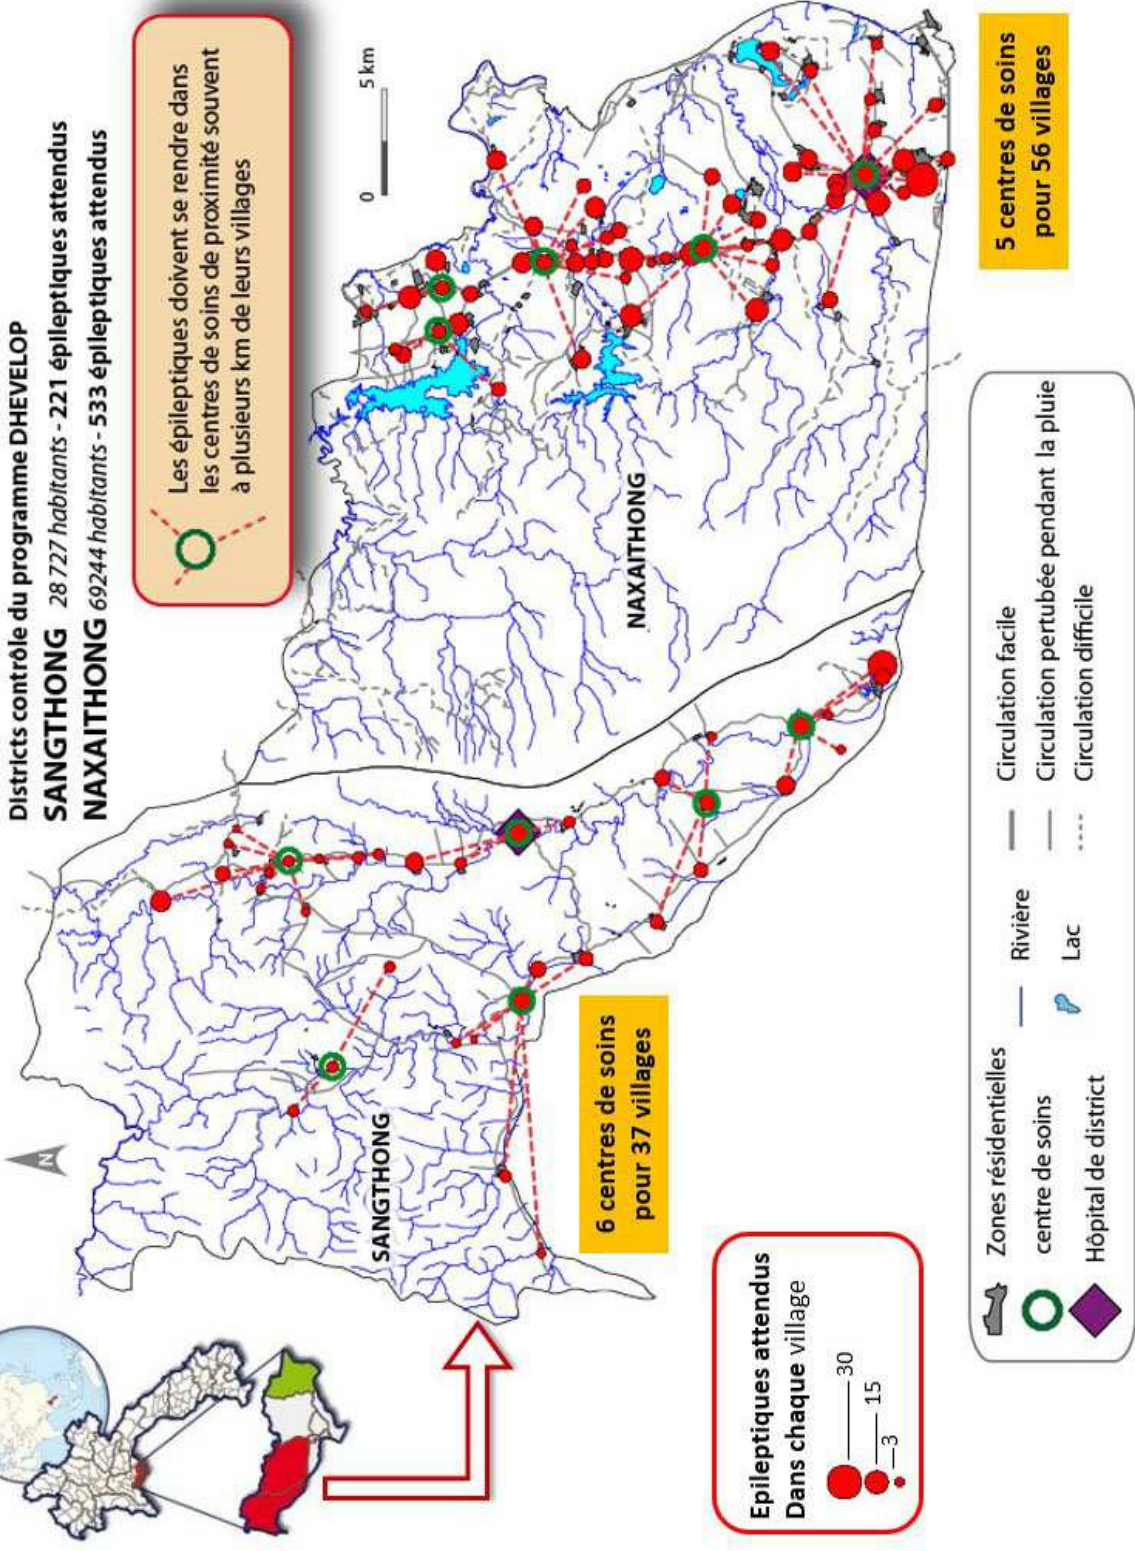 Districts contrôle du programme DHEVELOP
SANGTHONG 28 727 habitants - 221 épileptiques attendus
NAXAITHONG 69244 habitants - 533 épileptiques attendus
Les épileptiques doivent se rendre dans
les centres de soins de proximité souvent
à plusieurs km de leurs villages
0 5 km
N
SANGTHONG
NAXAITHONG
6 centres de soins
pour 37 villages
5 centres de soins
pour 56 villages
Epileptiques attendus
Dans chaque village
30
15
3
Zones résidentielles
centre de soins
Hôpital de district
Rivière
Lac
Circulation facile
Circulation pertubée pendant la pluie
Circulation difficile